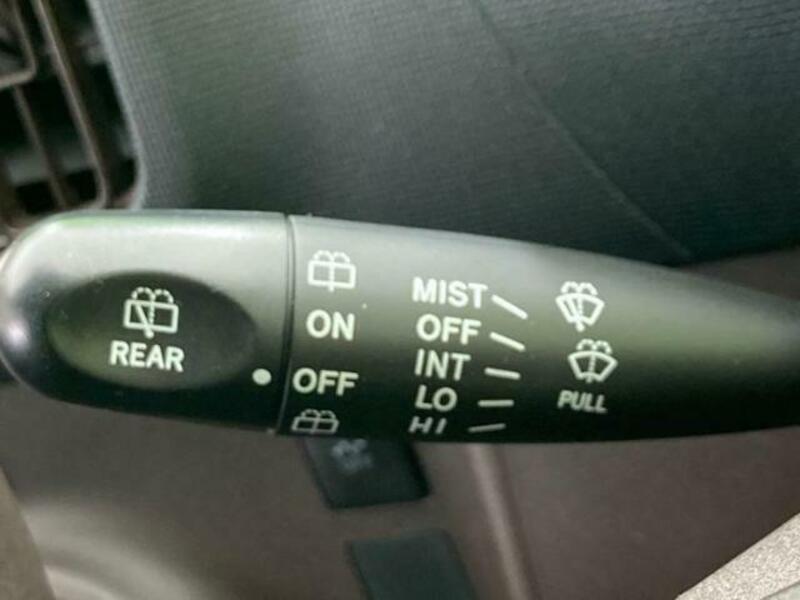 REAR
ON
OFF
MIST
OFF
INT
LO
HI
PULL